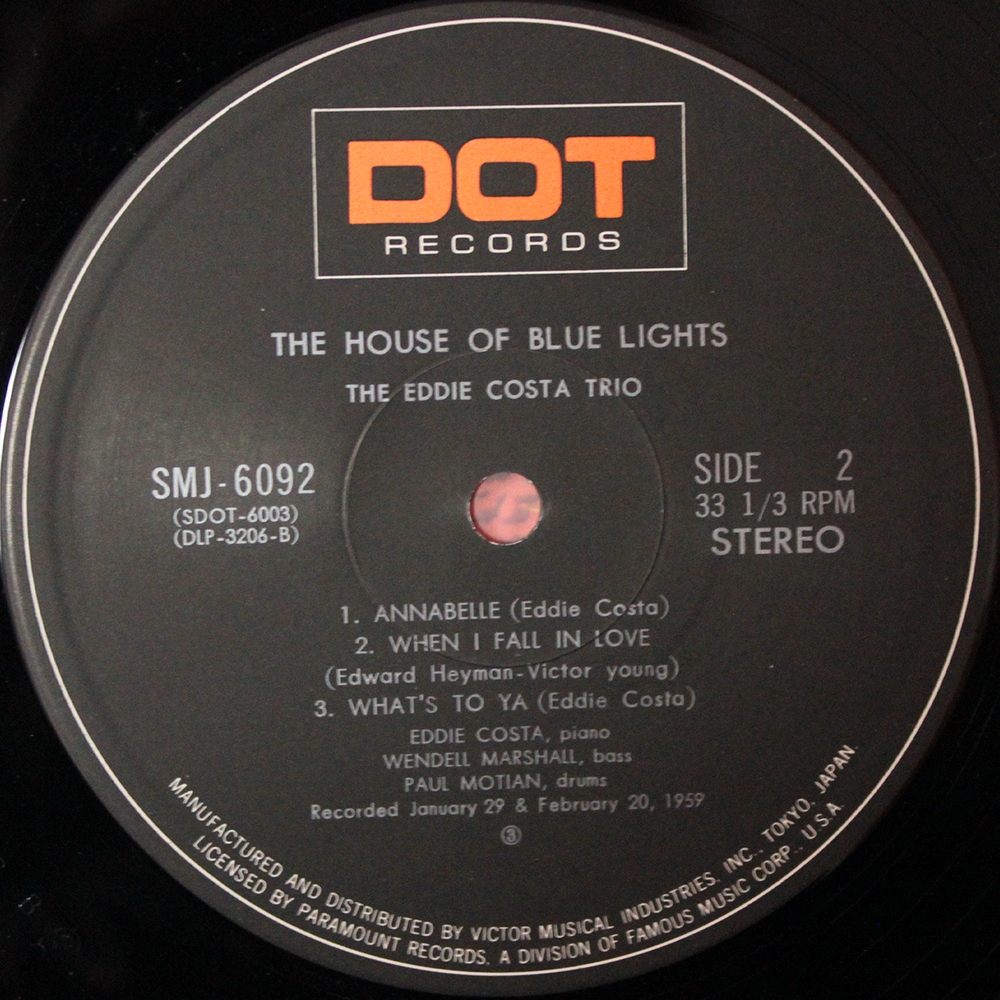 DOT
RECORDS
THE HOUSE OF BLUE LIGHTS
THE EDDIE COSTA TRIO
SMJ-6092
(SDOT-6003)
(DLP-3206-B)
SIDE 2
33 1/3 RPM
STEREO
1. ANNABELLE (Eddie Costa)
2. WHEN I FALL IN LOVE
(Edward Heyman-Victor young)
3. WHAT'S TO YA (Eddie Costa)
EDDIE COSTA, piano
WENDELL MARSHALL, bass
PAUL MOTIAN, drums
Recorded January 29 & February 20, 1959
③
MANUFACTURED AND DISTRIBUTED BY VICTOR MUSICAL INDUSTRIES. INC., TOKYO. JAPAN.
LICENSED BY PARAMOUNT RECORDS, A DIVISION OF FAMOUS MUSIC CORP., U.S.A.